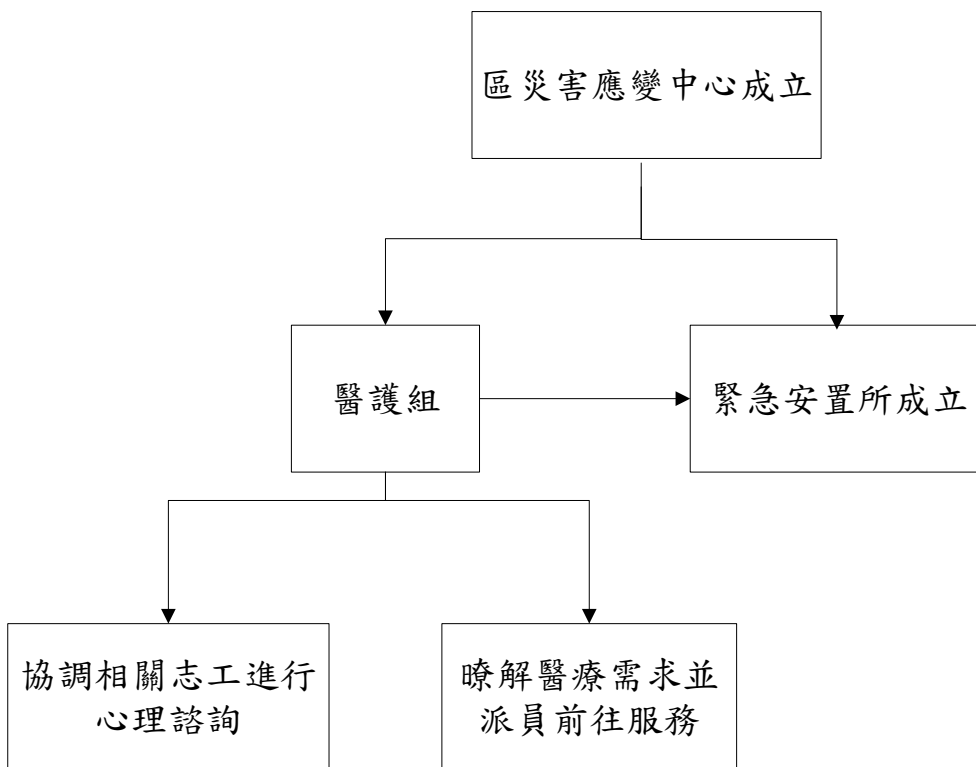 區災害應變中心成立
醫護組
緊急安置所成立
協調相關志工進行
心理諮詢
暸解醫療需求並
派員前往服務